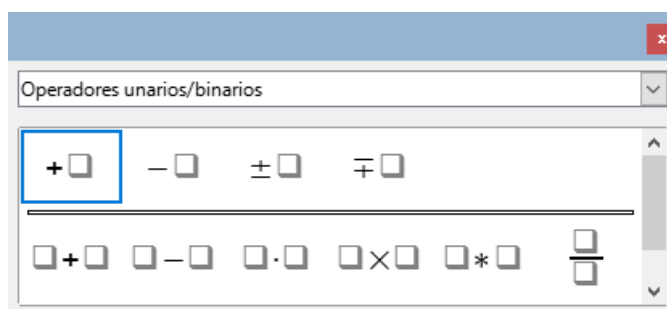 x
Operadores unarios/binarios
+□ −□ ±□ ∓□
□+□ □−□ □·□ □×□ □∗□ □/□